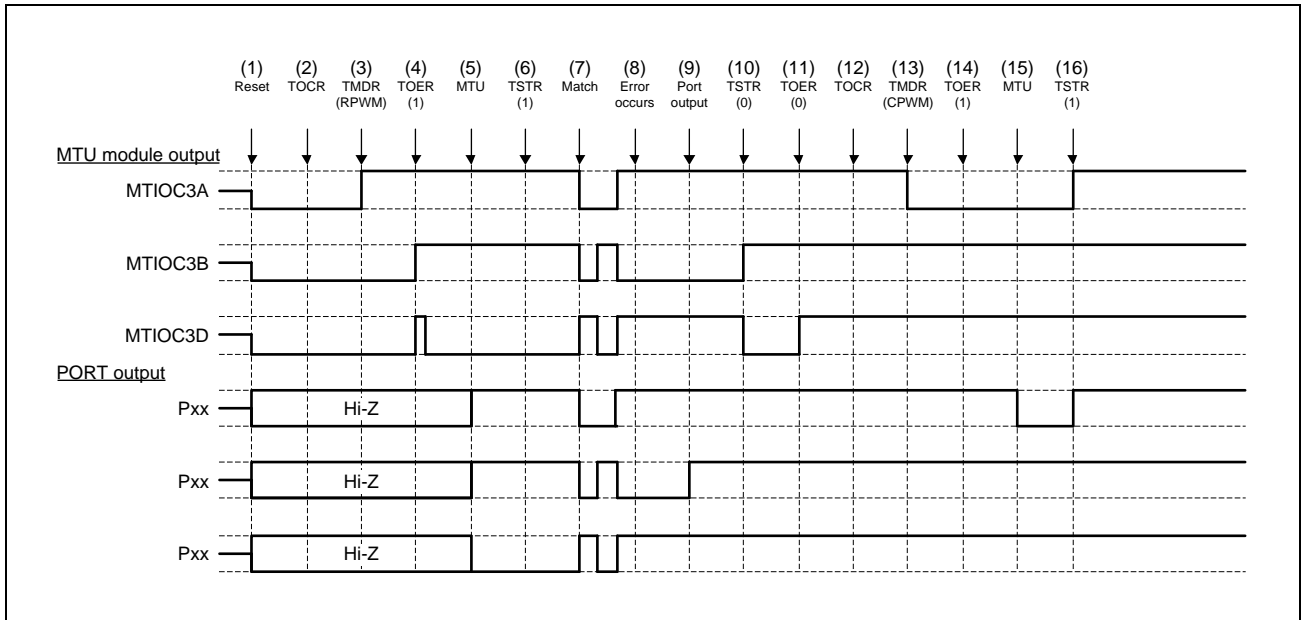 (1) (2) (3) (4) (5) (6) (7) (8) (9) (10) (11) (12) (13) (14) (15) (16)
Reset TOCR TMDR TOER MTU TSTR Match Error Port TSTR TOER TOCR TMDR TOER MTU TSTR
(RPWM) (1) (1) occurs output (0) (0) (CPWM) (1) (1)
MTU module output
MTIOC3A
MTIOC3B
MTIOC3D
PORT output
Pxx Hi-Z
Pxx Hi-Z
Pxx Hi-Z